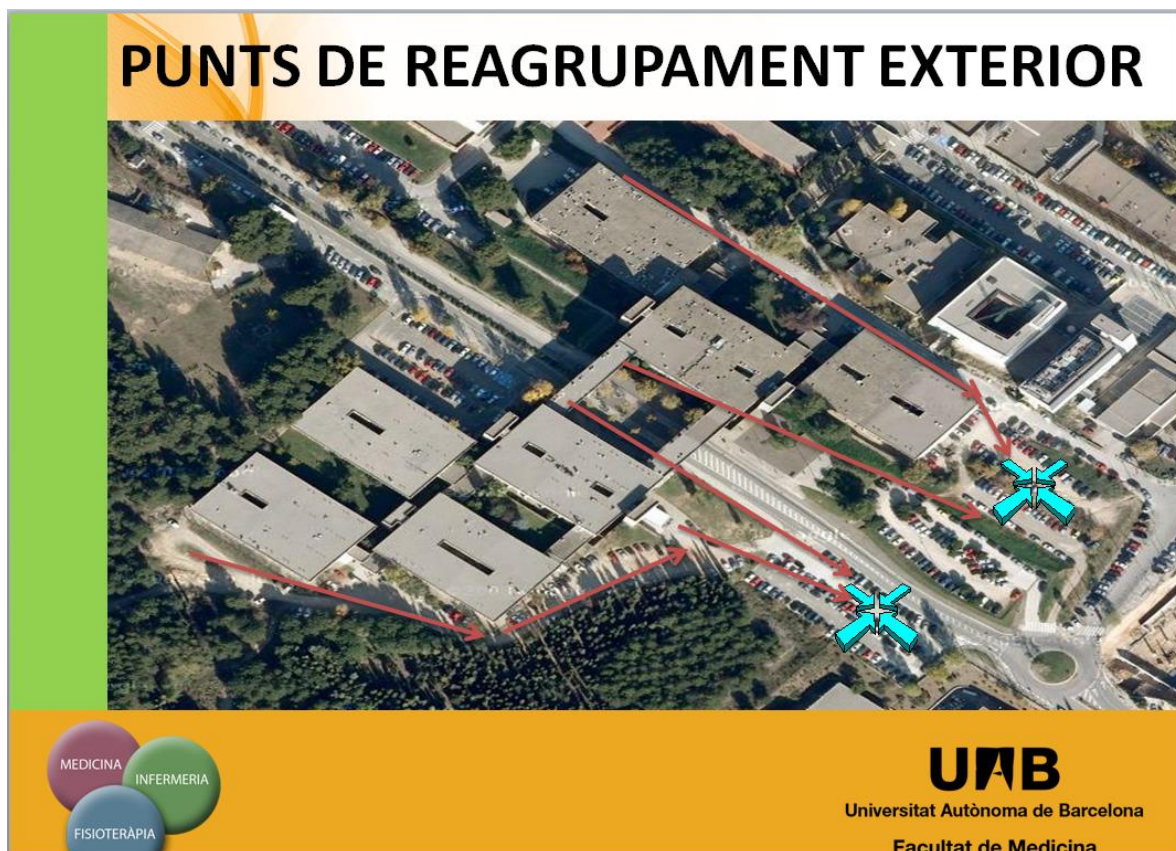 PUNTS DE REAGRUPAMENT EXTERIOR
MEDICINA
INFERMERIA
FISIOTERÀPIA
UAB
Universitat Autònoma de Barcelona
Facultat de Medicina